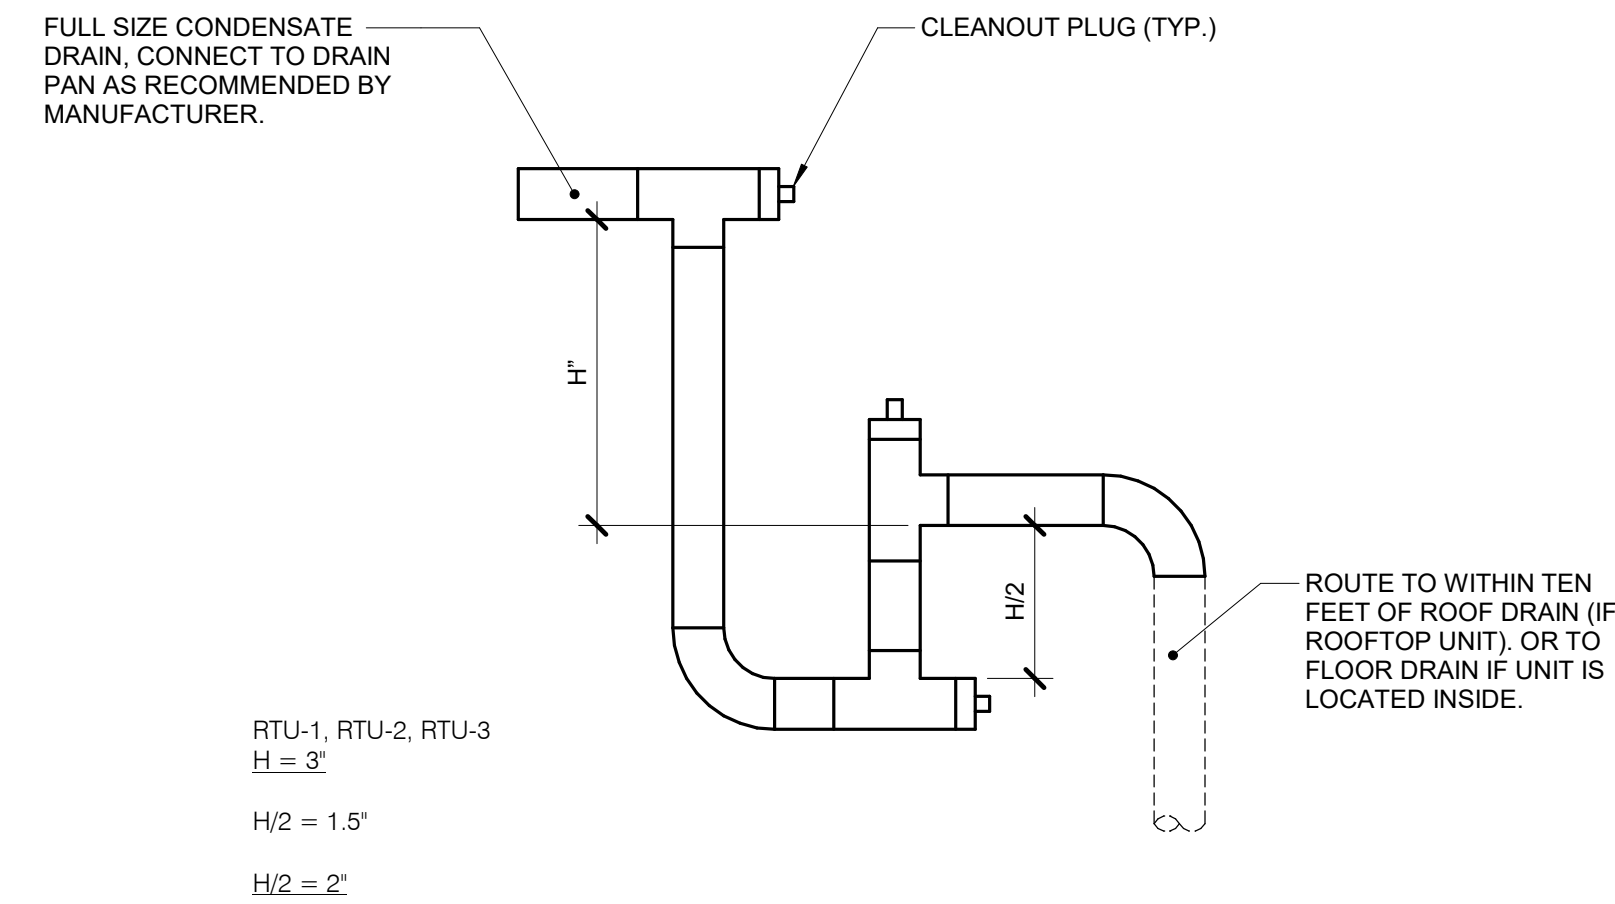 FULL SIZE CONDENSATE
DRAIN, CONNECT TO DRAIN
PAN AS RECOMMENDED BY
MANUFACTURER.
CLEANOUT PLUG (TYP.)
H”
H/2
ROUTE TO WITHIN TEN
FEET OF ROOF DRAIN (IF
ROOFTOP UNIT). OR TO
FLOOR DRAIN IF UNIT IS
LOCATED INSIDE.
RTU-1, RTU-2, RTU-3
H = 3"
H/2 = 1.5"
H/2 = 2"